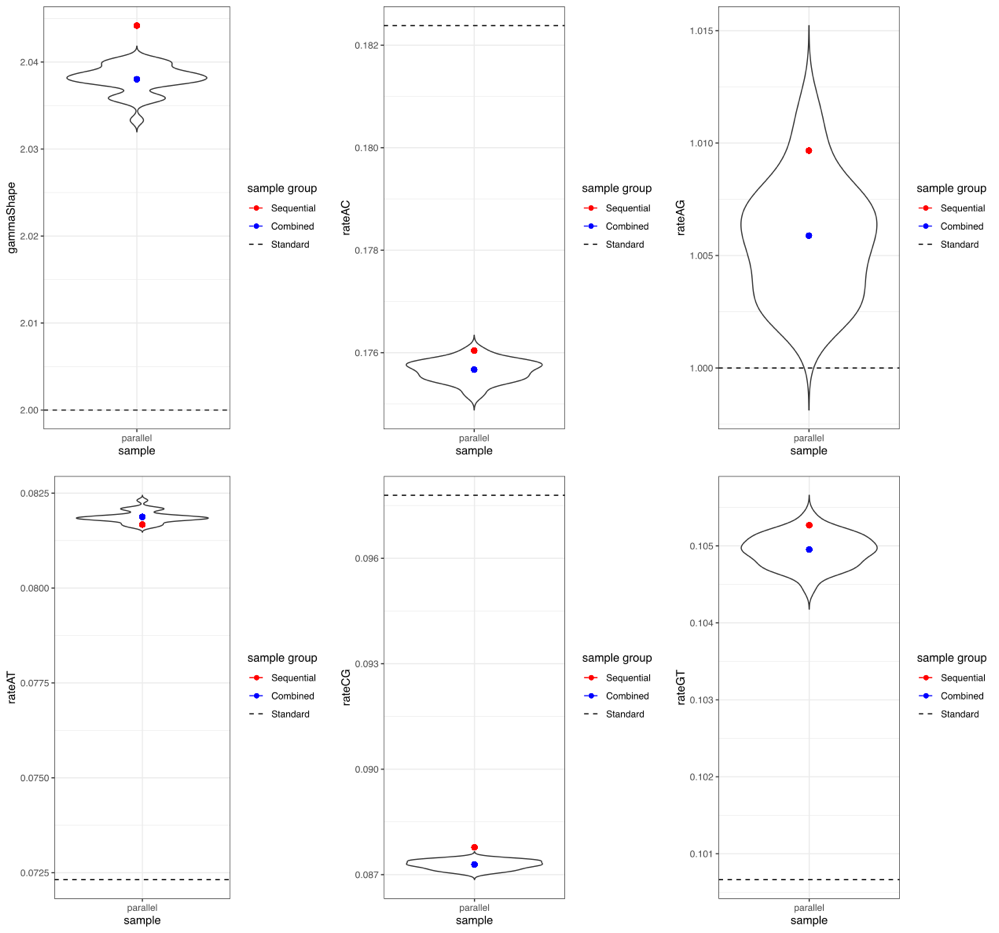 gammaShape
2.04
2.03
2.02
2.01
2.00
parallel
sample
sample group
Sequential
Combined
Standard
rateAC
0.182
0.180
0.178
0.176
parallel
sample
sample group
Sequential
Combined
Standard
rateAG
1.015
1.010
1.005
1.000
parallel
sample
sample group
Sequential
Combined
Standard
rateAT
0.0825
0.0800
0.0775
0.0750
0.0725
parallel
sample
sample group
Sequential
Combined
Standard
rateCG
0.096
0.093
0.090
0.087
parallel
sample
sample group
Sequential
Combined
Standard
rateGT
0.105
0.104
0.103
0.102
0.101
parallel
sample
sample group
Sequential
Combined
Standard